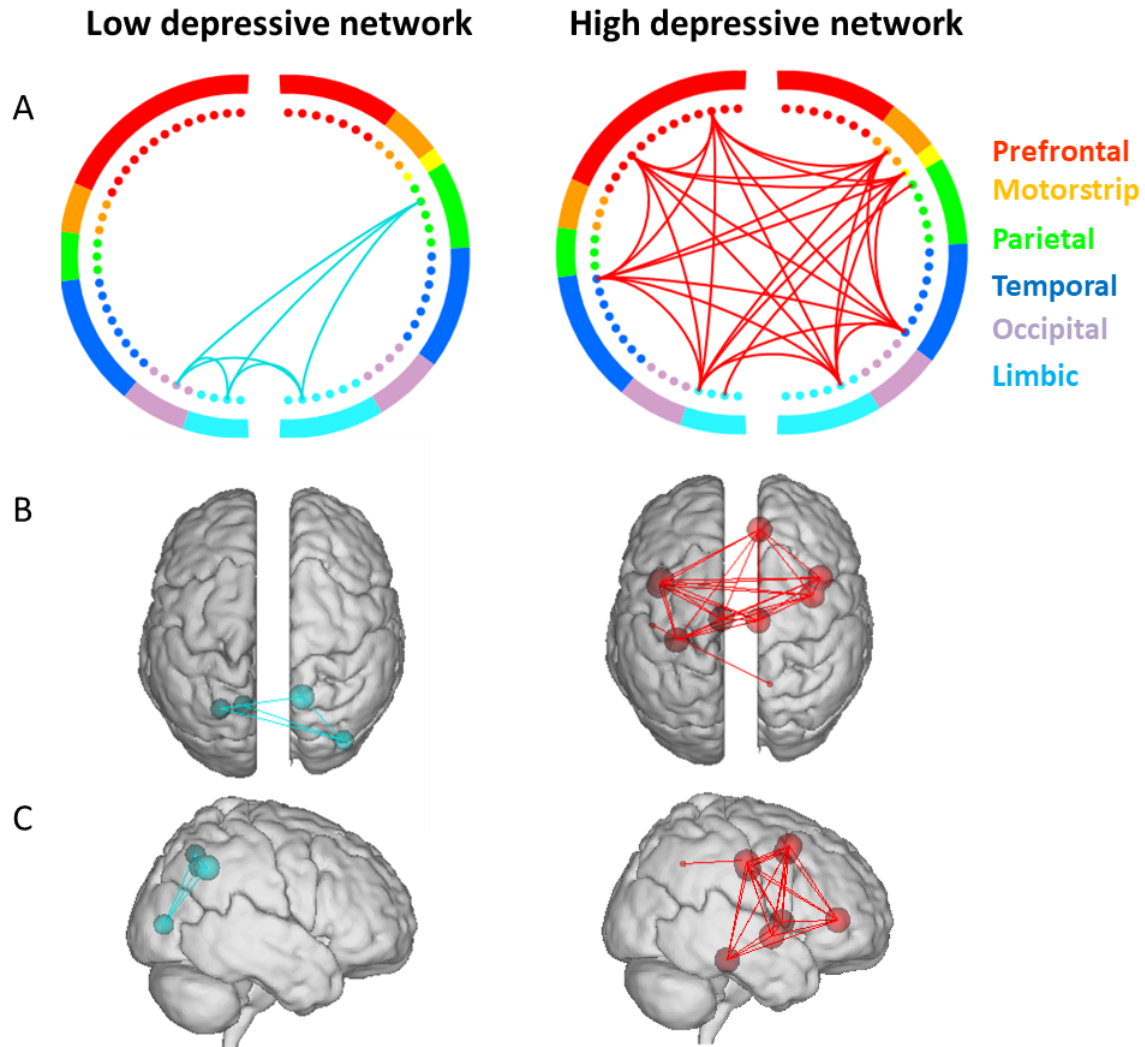 Low depressive network
High depressive network
A
Prefrontal
Motorstrip
Parietal
Temporal
Occipital
Limbic
B
C